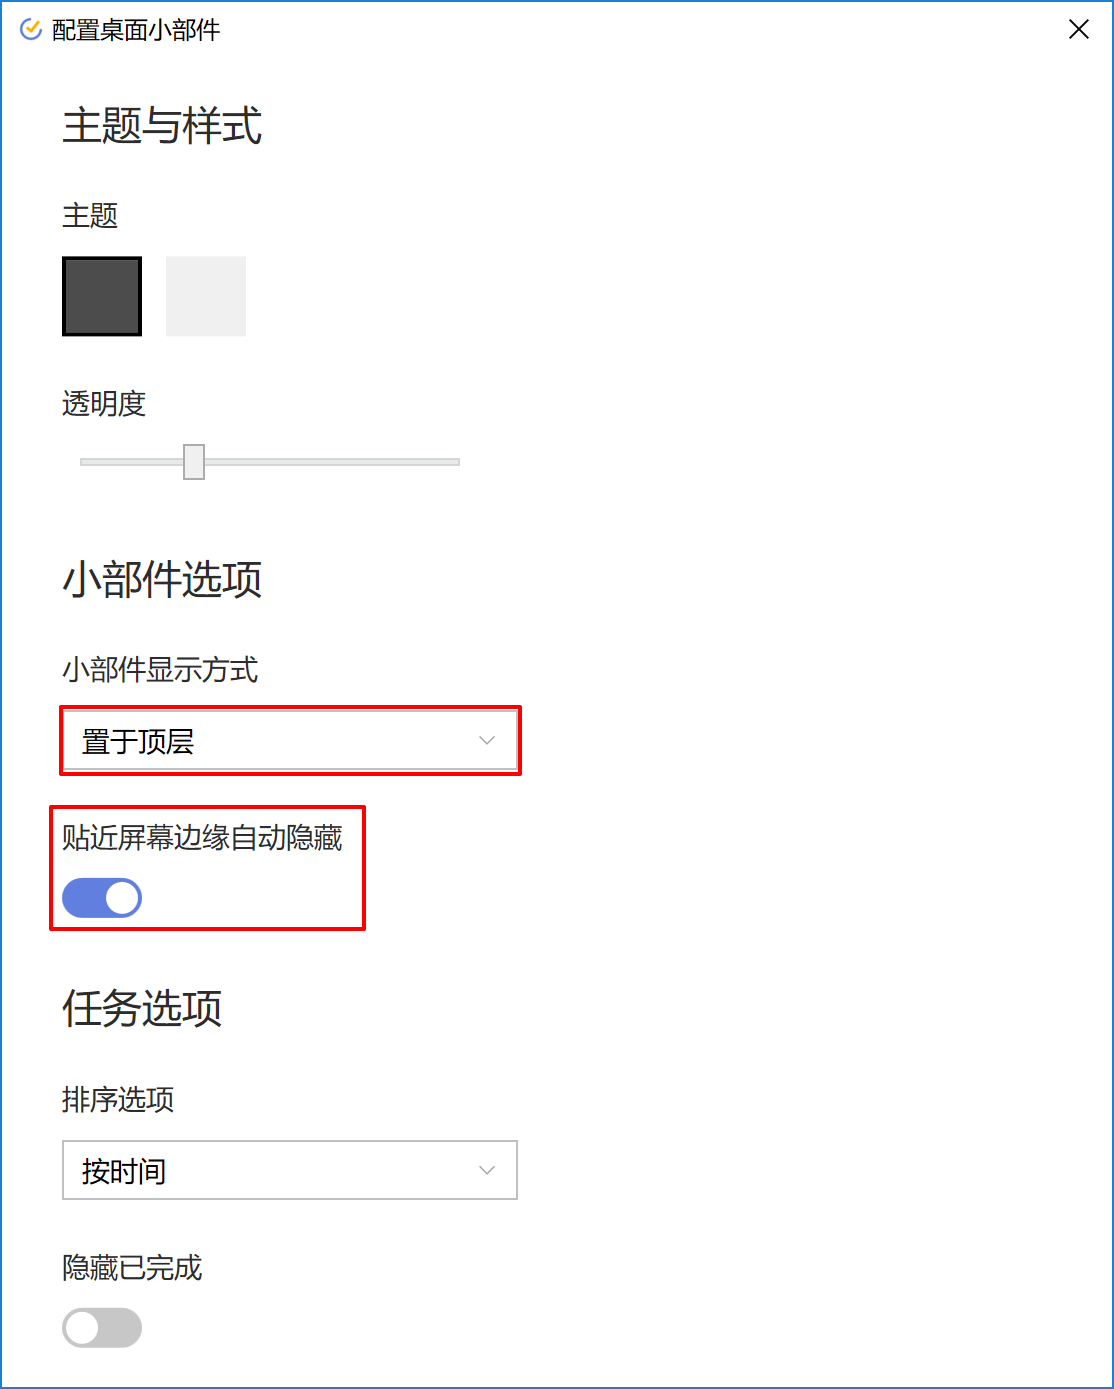 配置桌面小部件
主题与样式
主题
透明度
小部件选项
小部件显示方式
置于顶层
贴近屏幕边缘自动隐藏
任务选项
排序选项
按时间
隐藏已完成